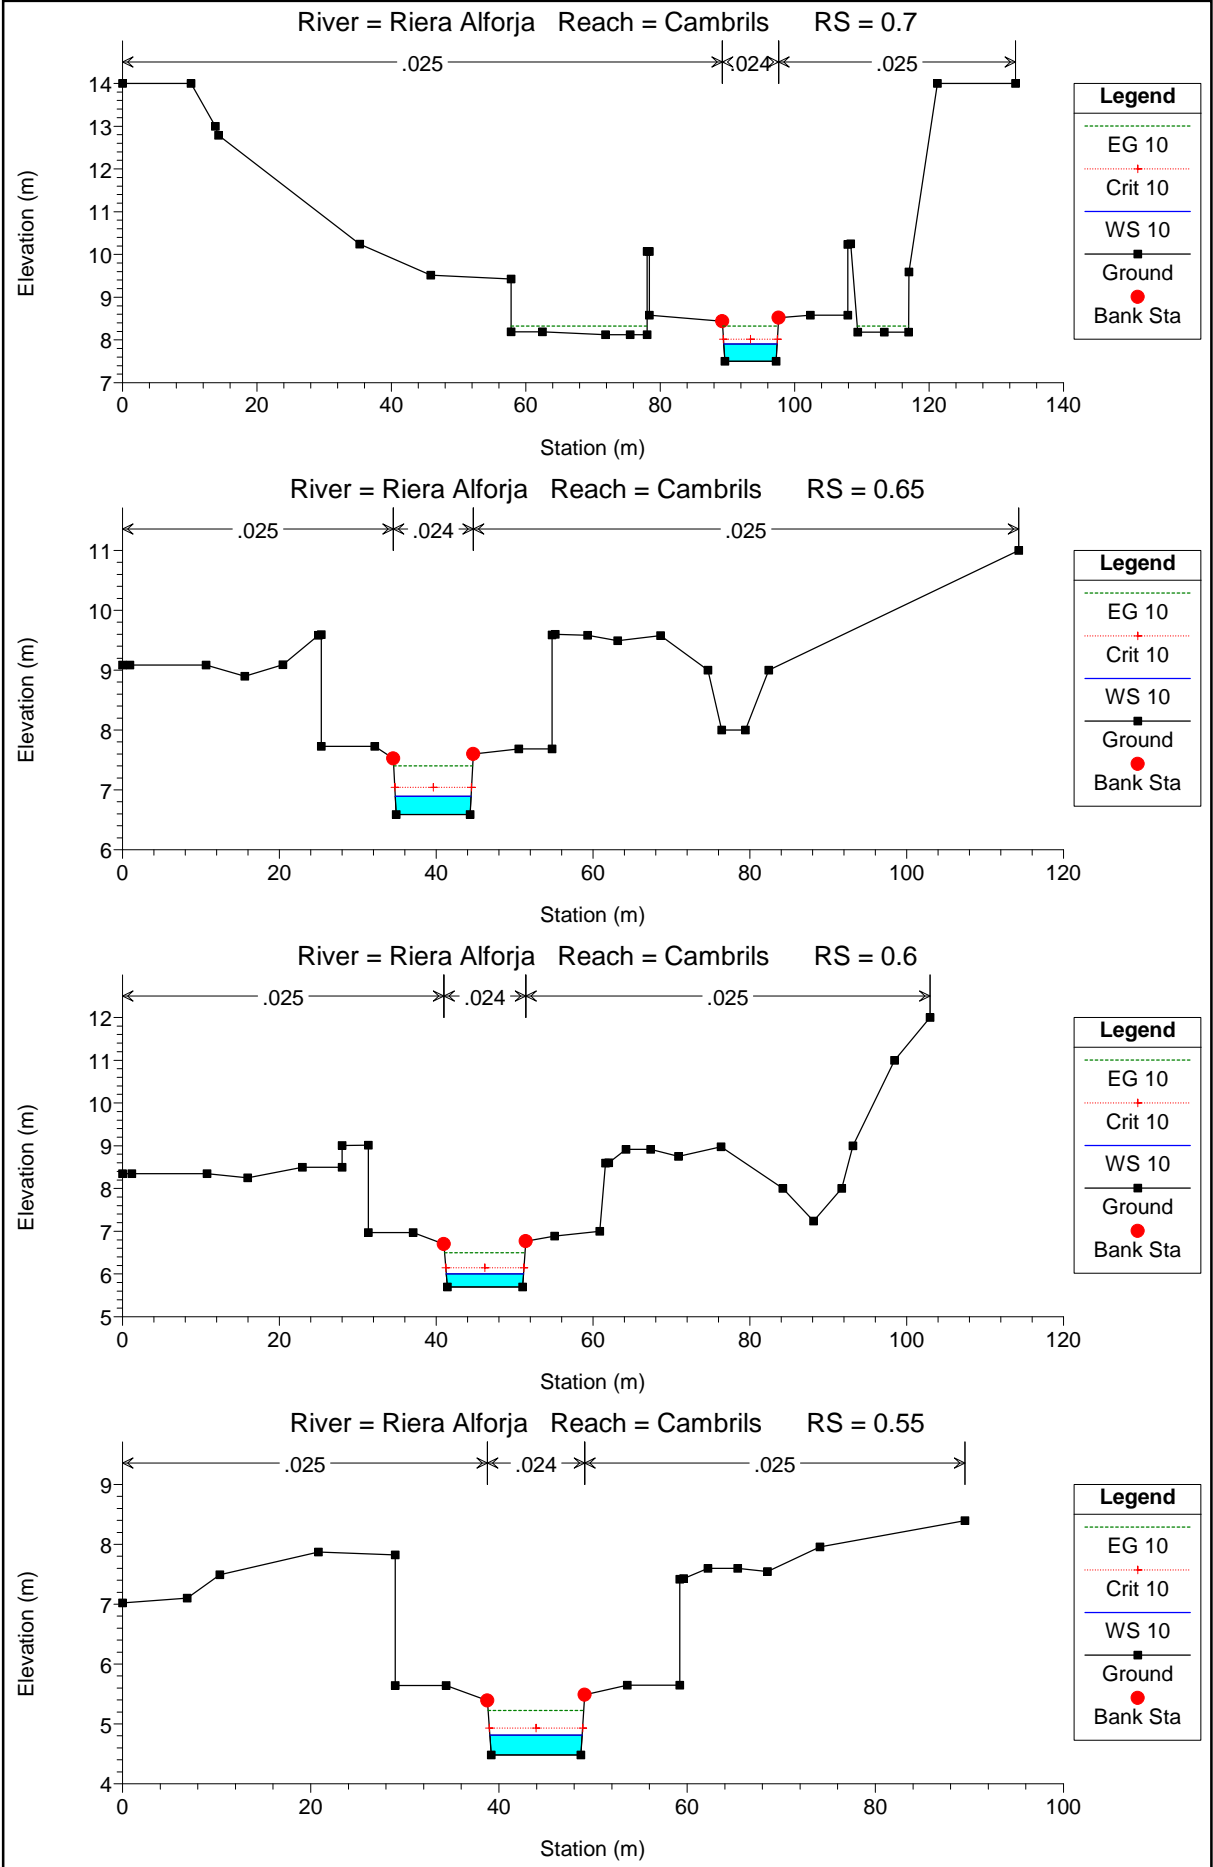 River = Riera Alforja Reach = Cambrils RS = 0.7
.025 .024 .025
14
13
12
11
10
9
8
7
Elevation (m)
0 20 40 60 80 100 120 140
Station (m)
Legend
EG 10
Crit 10
WS 10
Ground
Bank Sta
River = Riera Alforja Reach = Cambrils RS = 0.65
.025 .024 .025
11
10
9
8
7
6
Elevation (m)
0 20 40 60 80 100 120
Station (m)
Legend
EG 10
Crit 10
WS 10
Ground
Bank Sta
River = Riera Alforja Reach = Cambrils RS = 0.6
.025 .024 .025
12
11
10
9
8
7
6
5
Elevation (m)
0 20 40 60 80 100 120
Station (m)
Legend
EG 10
Crit 10
WS 10
Ground
Bank Sta
River = Riera Alforja Reach = Cambrils RS = 0.55
.025 .024 .025
9
8
7
6
5
4
Elevation (m)
0 20 40 60 80 100
Station (m)
Legend
EG 10
Crit 10
WS 10
Ground
Bank Sta